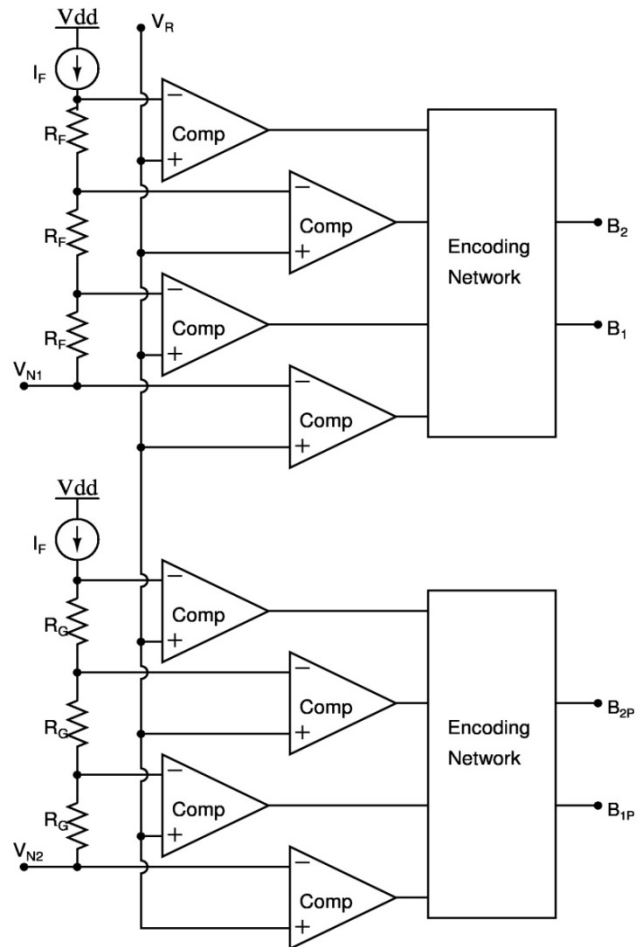 Vdd
V_R
I_F
R_F
R_F
R_F
V_N1
−
Comp
+
−
Comp
+
−
Comp
+
−
Comp
+
Encoding
Network
B_2
B_1
Vdd
I_F
R_G
R_G
R_G
V_N2
−
Comp
+
−
Comp
+
−
Comp
+
−
Comp
+
Encoding
Network
B_2P
B_1P